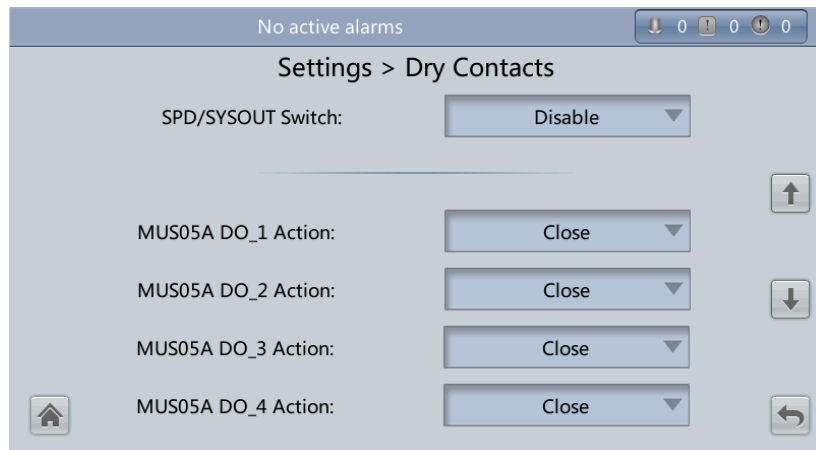 No active alarms 0 0 0
Settings > Dry Contacts
SPD/SYSOUT Switch: Disable
MUS05A DO_1 Action: Close
MUS05A DO_2 Action: Close
MUS05A DO_3 Action: Close
MUS05A DO_4 Action: Close